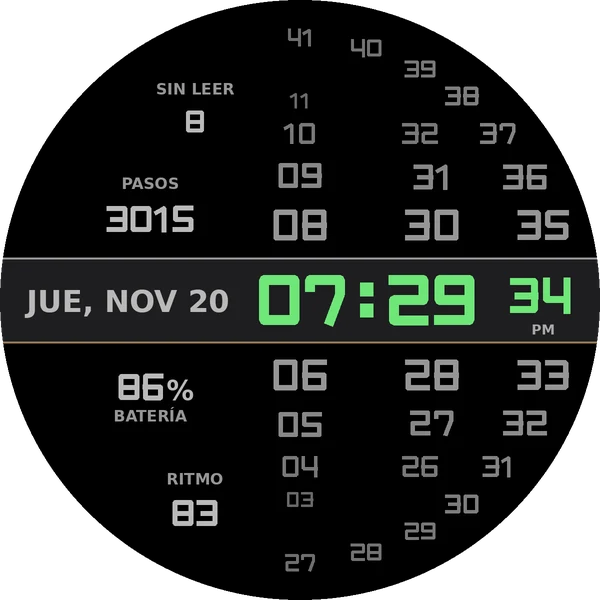 41 40
39
SIN LEER 38
11
8 10 32 37
PASOS 09 31 36
3015 08 30 35
JUE, NOV 20 07:29 34
PM
86% 06 28 33
BATERÍA 05 27 32
RITMO 04 26 31
83 03 30
29
27 28